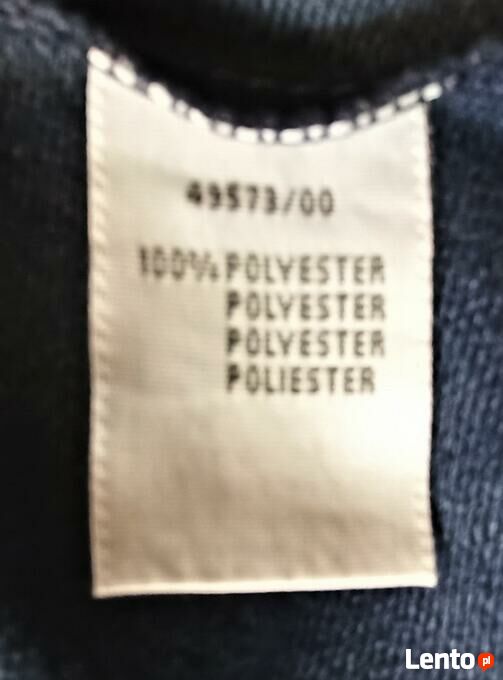 49573/00
100% POLYESTER
POLYESTER
POLYESTER
POLIESTER
Lento pl